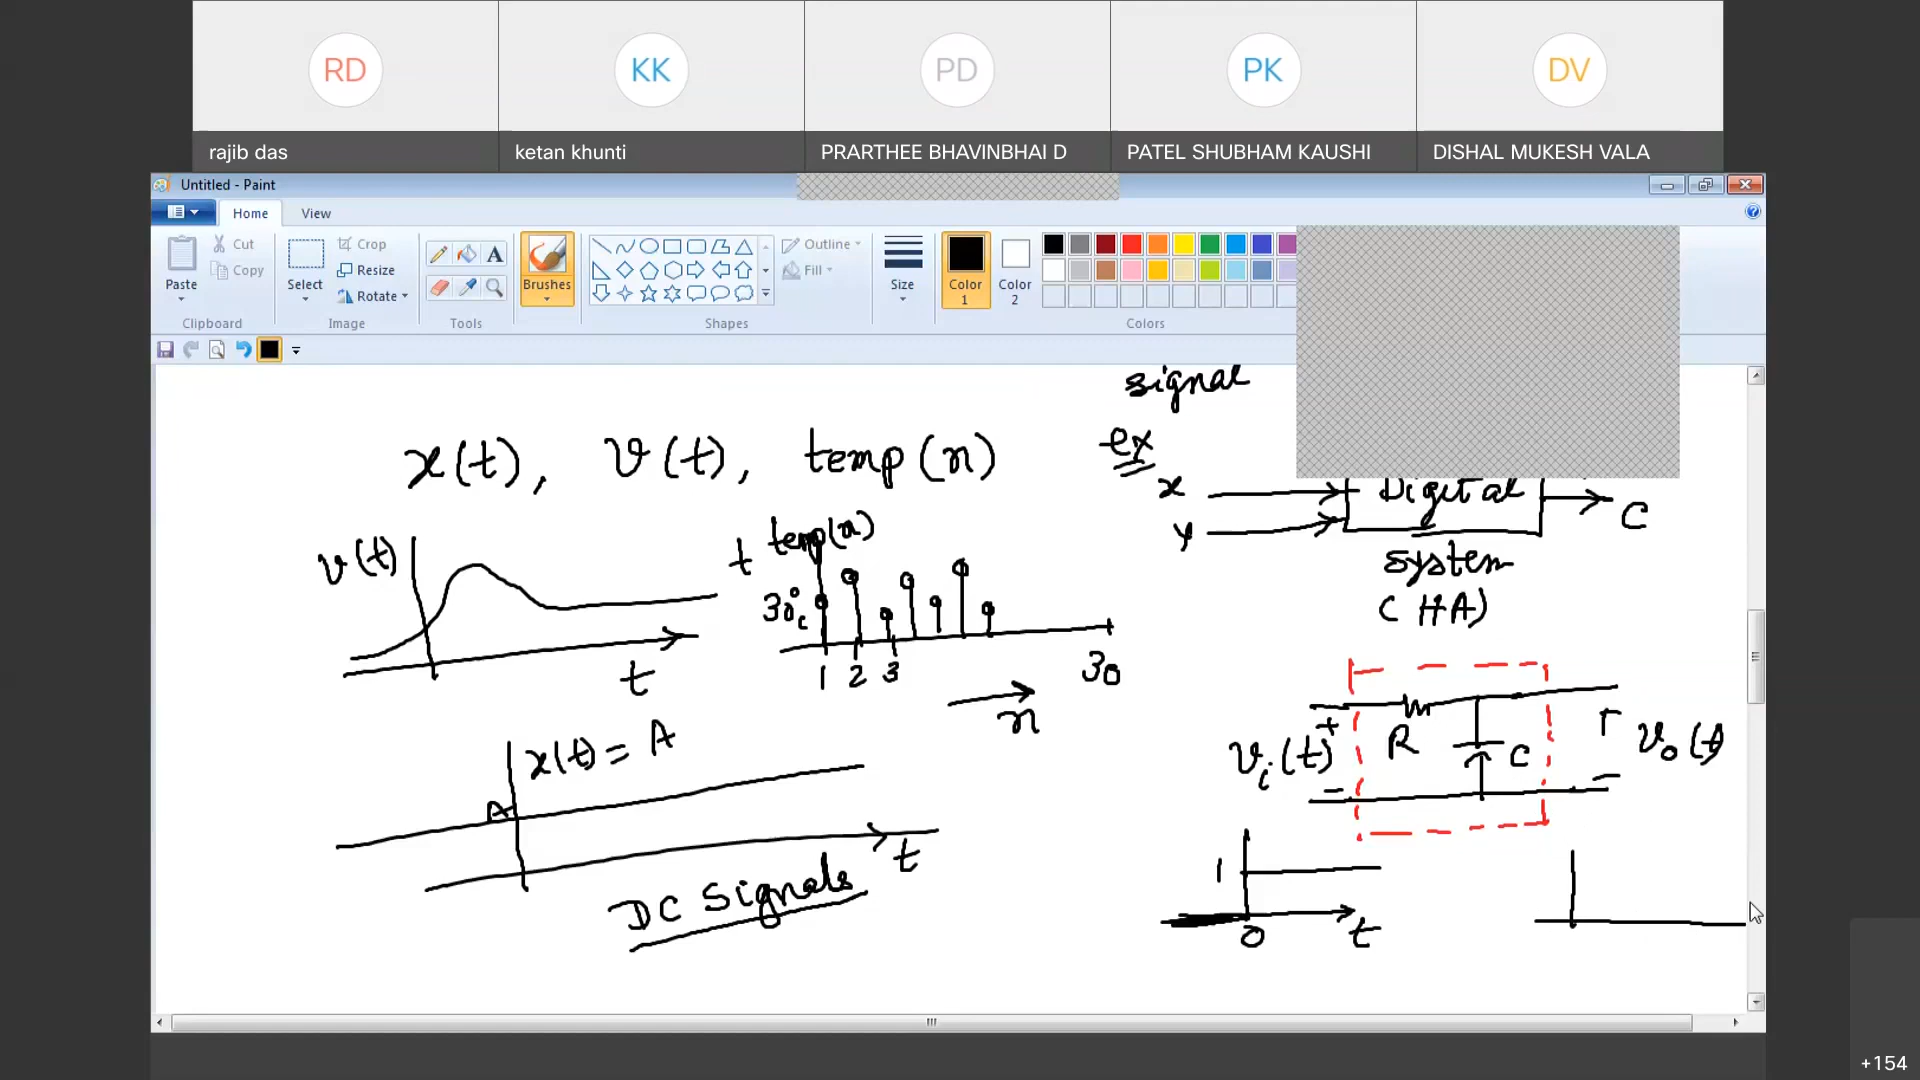 RD
KK
PD
PK
DV
rajib das
ketan khunti
PRARTHEE BHAVINBHAI D
PATEL SHUBHAM KAUSHI
DISHAL MUKESH VALA
Untitled - Paint
Home
View
Paste
Cut
Copy
Clipboard
Select
Crop
Resize
Rotate
Image
A
Tools
Brushes
Shapes
Outline
Fill
Size
Color 1
Color 2
Colors
signal
x(t), v(t), temp(n)
ex
x
y
Digital
C
system
(HA)
v(t)
t
t
temp(n)
30°c
1 2 3
30
n
x(t) = A
A
t
DC Signals
vi(t)
+
-
R
C
vo(t)
1
0
t
+154